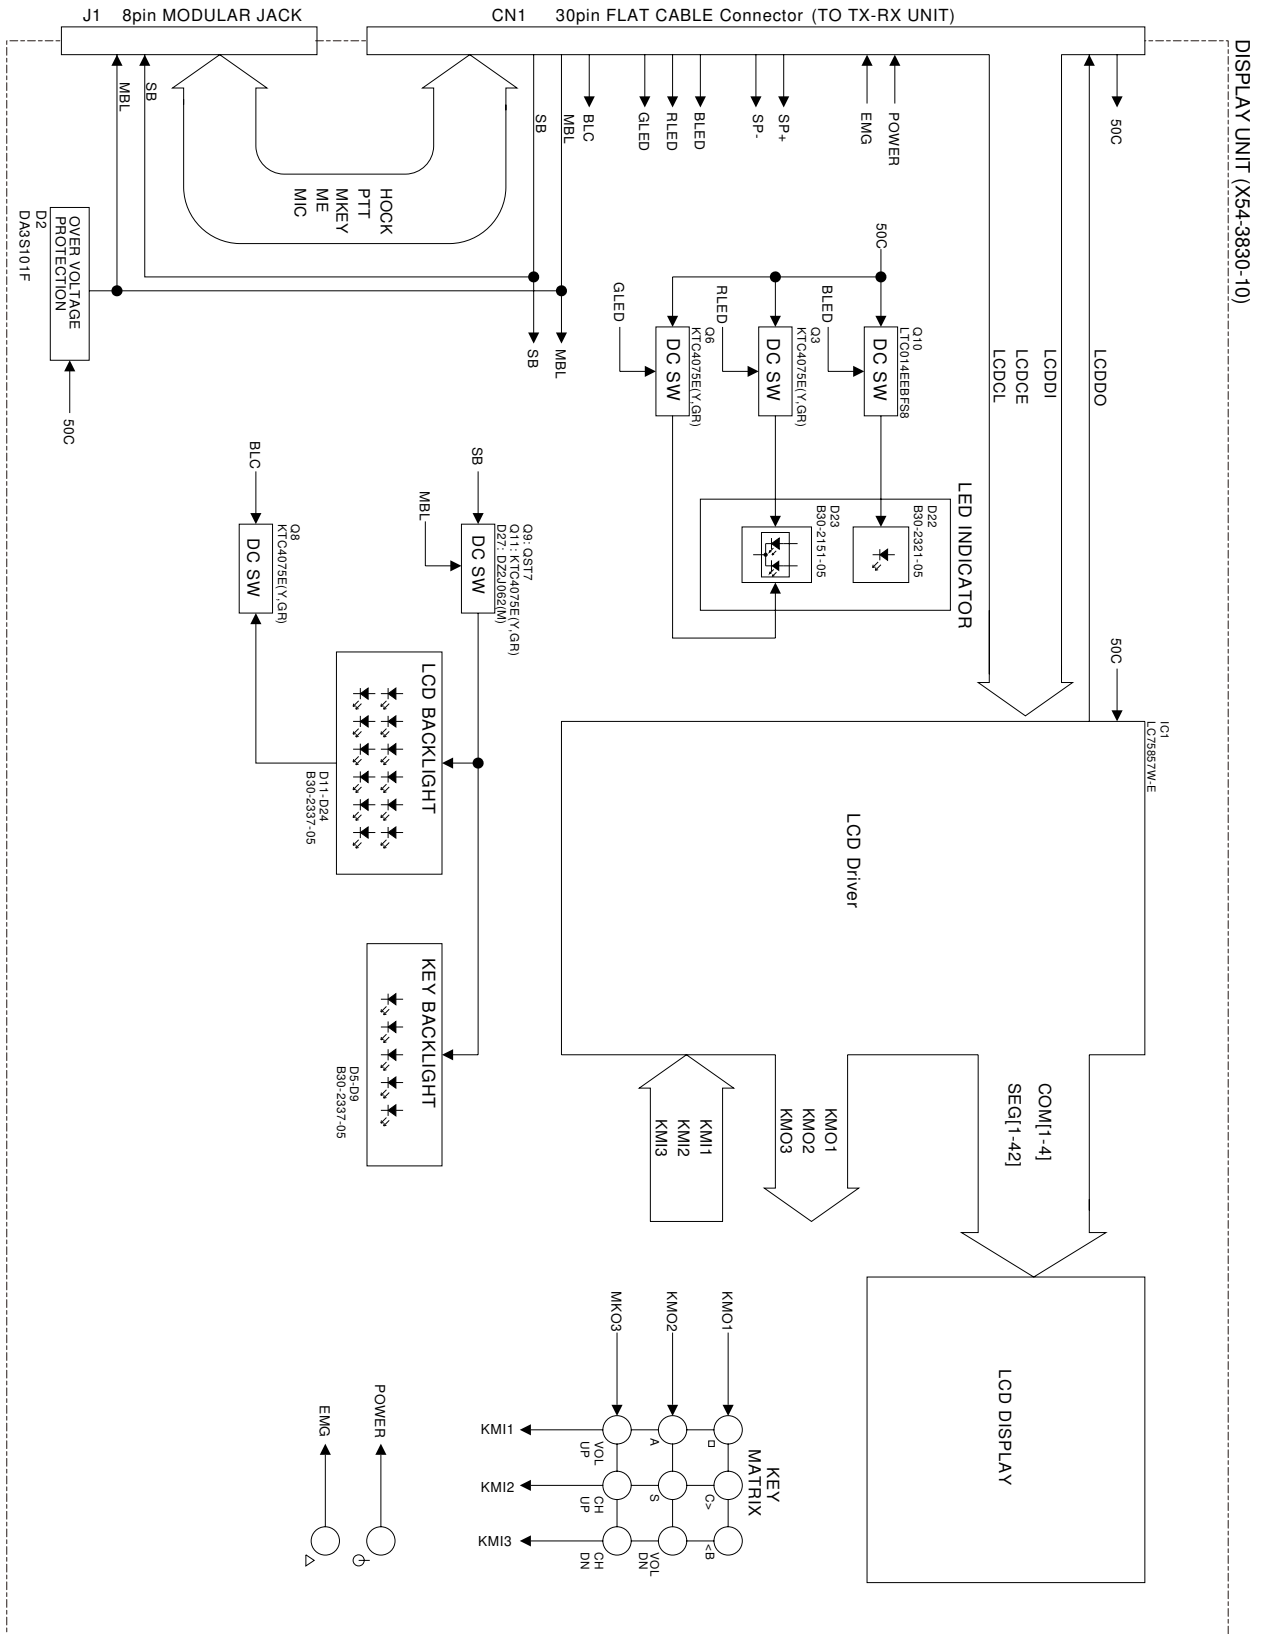 J1 8pin MODULAR JACK
CN1 30pin FLAT CABLE Connector (TO TX-RX UNIT)
DISPLAY UNIT (X54-3830-10)
MBL
SB
SB
MBL
BLC
GLED
RLED
BLED
SP-
SP+
EMG
POWER
50C
HOCK
PTT
MKEY
ME
MIC
OVER VOLTAGE
PROTECTION
D2
DA3S101F
50C
SB
MBL
50C
GLED
RLED
BLED
DC SW
Q6
KTC4075E(Y,GR)
DC SW
Q3
KTC4075E(Y,GR)
DC SW
Q10
LTC014EEBFS8
LCDDO
LCDDI
LCDCE
LCDCL
LED INDICATOR
D23
B30-2151-05
D22
B30-2321-05
50C
BLC
DC SW
Q8
KTC4075E(Y,GR)
SB
MBL
DC SW
Q9: QST7
Q11: KTC4075E(Y,GR)
D27: DZ2J062(M)
LCD BACKLIGHT
D11-D24
B30-2337-05
KEY BACKLIGHT
D5-D9
B30-2337-05
IC1
LC75857W-E
LCD Driver
KMI1
KMI2
KMI3
KMO1
KMO2
KMO3
COM[1-4]
SEG[1-42]
LCD DISPLAY
KEY
MATRIX
MKO3
KMO2
KMO1
KMI1
KMI2
KMI3
VOL
UP
A
CH
UP
S
C>
CH
DN
VOL
DN
<B
EMG
POWER